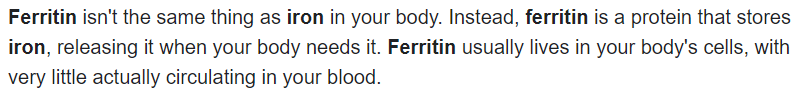 Ferritin isn't the same thing as iron in your body. Instead, ferritin is a protein that stores
iron, releasing it when your body needs it. Ferritin usually lives in your body's cells, with
very little actually circulating in your blood.